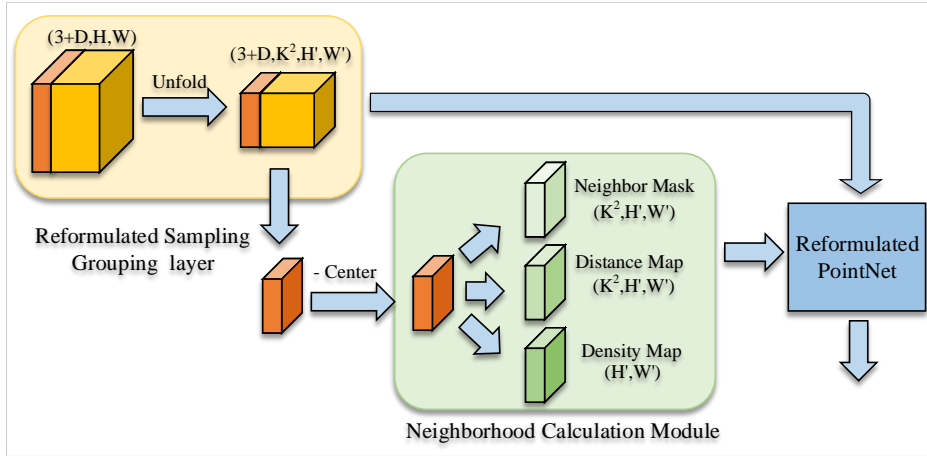 (3+D,H,W)
(3+D,K²,H',W')
Unfold
Reformulated Sampling
Grouping layer
- Center
Neighbor Mask
(K²,H',W')
Distance Map
(K²,H',W')
Density Map
(H',W')
Neighborhood Calculation Module
Reformulated
PointNet